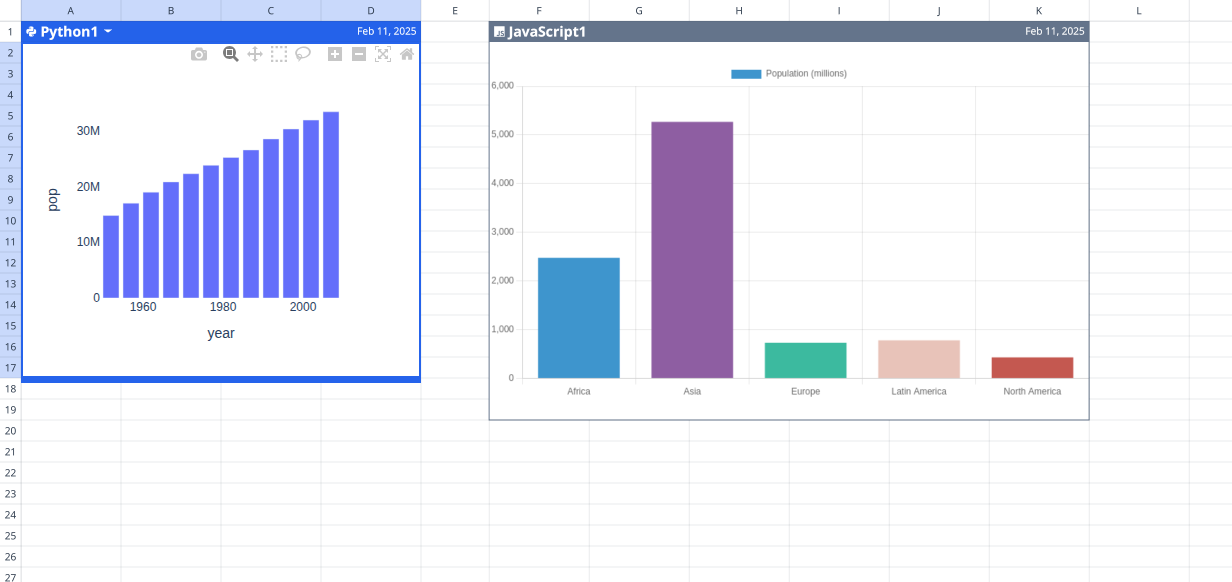 A B C D E F G H I J K L
1 Python1 Feb 11, 2025 JS JavaScript1 Feb 11, 2025
2
3 Population (millions)
4 6,000
5 30M 5,000
6
7
8 20M 4,000
9 pop
10 3,000
11 10M
12 2,000
13
14 0 1960 1980 2000
15 year 1,000
16
17 0
18 Africa Asia Europe Latin America North America
19
20
21
22
23
24
25
26
27